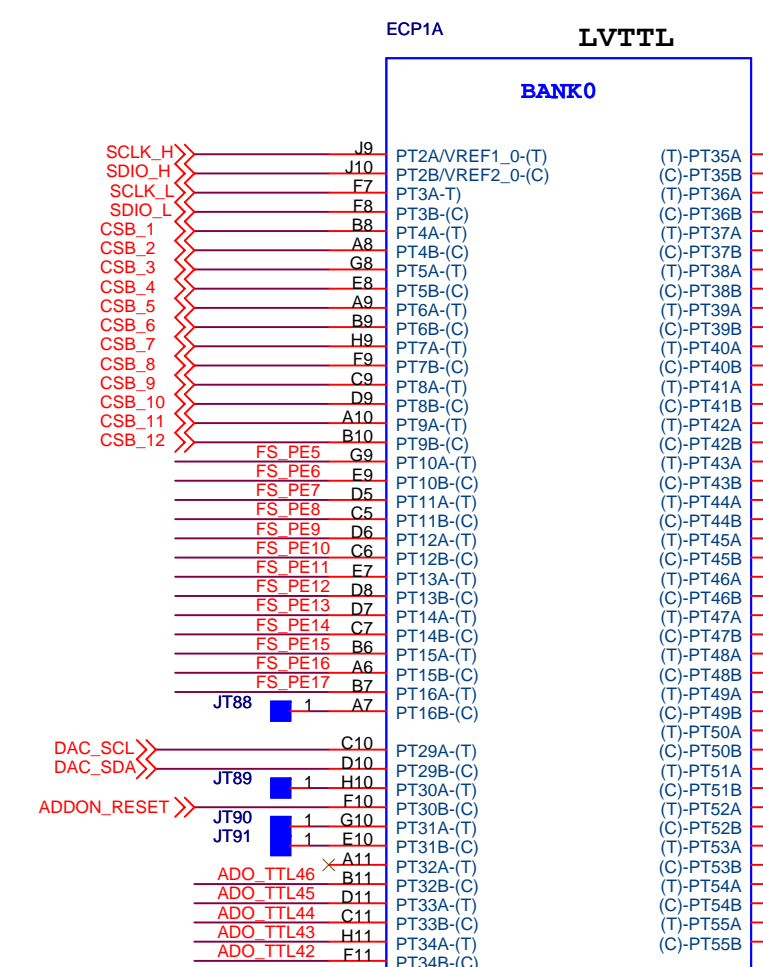 ECP1A
LVTTL
BANK0
SCLK_H J9 PT2A/VREF1_0-(T) (T)-PT35A
SDIO_H J10 PT2B/VREF2_0-(C) (C)-PT35B
SCLK_L F7 PT3A-T) (T)-PT36A
SDIO_L F8 PT3B-(C) (C)-PT36B
CSB_1 B8 PT4A-(T) (T)-PT37A
CSB_2 A8 PT4B-(C) (C)-PT37B
CSB_3 G8 PT5A-(T) (T)-PT38A
CSB_4 E8 PT5B-(C) (C)-PT38B
CSB_5 A9 PT6A-(T) (T)-PT39A
CSB_6 B9 PT6B-(C) (C)-PT39B
CSB_7 H9 PT7A-(T) (T)-PT40A
CSB_8 F9 PT7B-(C) (C)-PT40B
CSB_9 C9 PT8A-(T) (T)-PT41A
CSB_10 D9 PT8B-(C) (C)-PT41B
CSB_11 A10 PT9A-(T) (T)-PT42A
CSB_12 B10 PT9B-(C) (C)-PT42B
FS_PE5 G9 PT10A-(T) (T)-PT43A
FS_PE6 E9 PT10B-(C) (C)-PT43B
FS_PE7 D5 PT11A-(T) (T)-PT44A
FS_PE8 C5 PT11B-(C) (C)-PT44B
FS_PE9 D6 PT12A-(T) (T)-PT45A
FS_PE10 C6 PT12B-(C) (C)-PT45B
FS_PE11 E7 PT13A-(T) (T)-PT46A
FS_PE12 D8 PT13B-(C) (C)-PT46B
FS_PE13 D7 PT14A-(T) (T)-PT47A
FS_PE14 C7 PT14B-(C) (C)-PT47B
FS_PE15 B6 PT15A-(T) (T)-PT48A
FS_PE16 A6 PT15B-(C) (C)-PT48B
FS_PE17 B7 PT16A-(T) (T)-PT49A
JT88 1 A7 PT16B-(C) (C)-PT49B
(T)-PT50A
DAC_SCL C10 PT29A-(T) (C)-PT50B
DAC_SDA D10 PT29B-(C) (T)-PT51A
JT89 1 H10 PT30A-(T) (C)-PT51B
ADDON_RESET F10 PT30B-(C) (T)-PT52A
JT90 1 G10 PT31A-(T) (C)-PT52B
JT91 1 E10 PT31B-(C) (T)-PT53A
A11 PT32A-(T) (C)-PT53B
ADO_TTL46 B11 PT32B-(C) (T)-PT54A
ADO_TTL45 D11 PT33A-(T) (C)-PT54B
ADO_TTL44 C11 PT33B-(C) (T)-PT55A
ADO_TTL43 H11 PT34A-(T) (C)-PT55B
ADO_TTL42 F11 PT34B-(C)